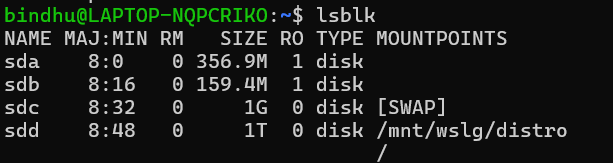 bindhu@LAPTOP-NQPCRIKO:~$ lsblk
NAME MAJ:MIN RM   SIZE RO TYPE MOUNTPOINTS
sda    8:0    0 356.9M  1 disk
sdb    8:16   0 159.4M  1 disk
sdc    8:32   0     1G  0 disk [SWAP]
sdd    8:48   0     1T  0 disk /mnt/wslg/distro
                               /